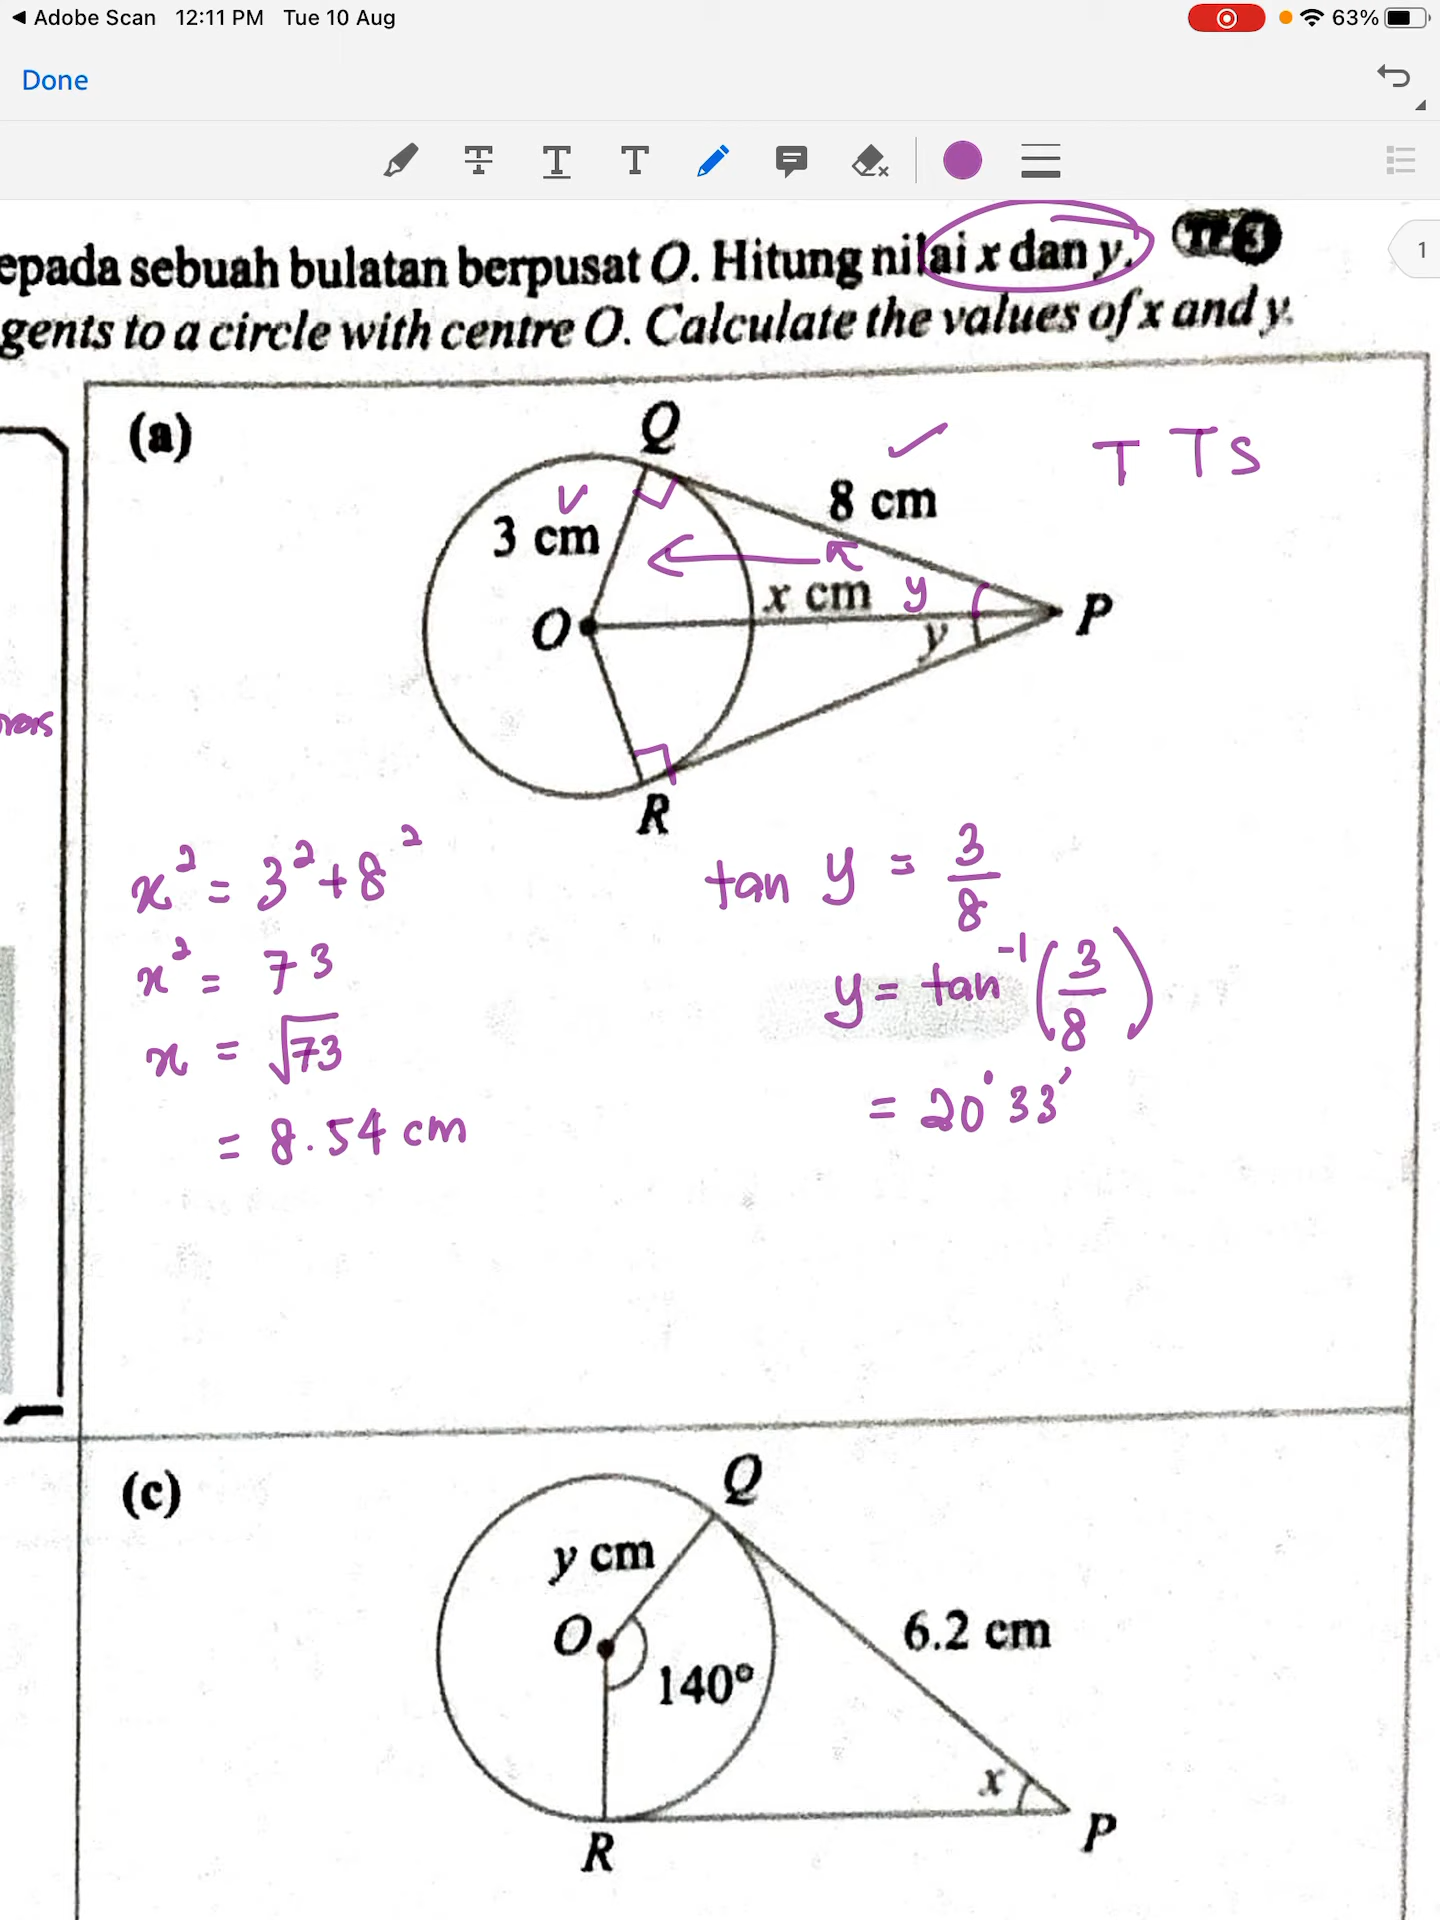 ◀ Adobe Scan 12:11 PM Tue 10 Aug 63%
Done
T T T
1
epada sebuah bulatan berpusat O. Hitung nilai x dan y.
gents to a circle with centre O. Calculate the values of x and y.
(a)
Q
T T S
8 cm
3 cm
x cm y
O P
y
R
x² = 3² + 8²
x² = 73
x = √73
= 8.54 cm
tan y = 3/8
y = tan⁻¹(3/8)
= 20°33'
(c)
Q
y cm
O
6.2 cm
140°
x
R
P